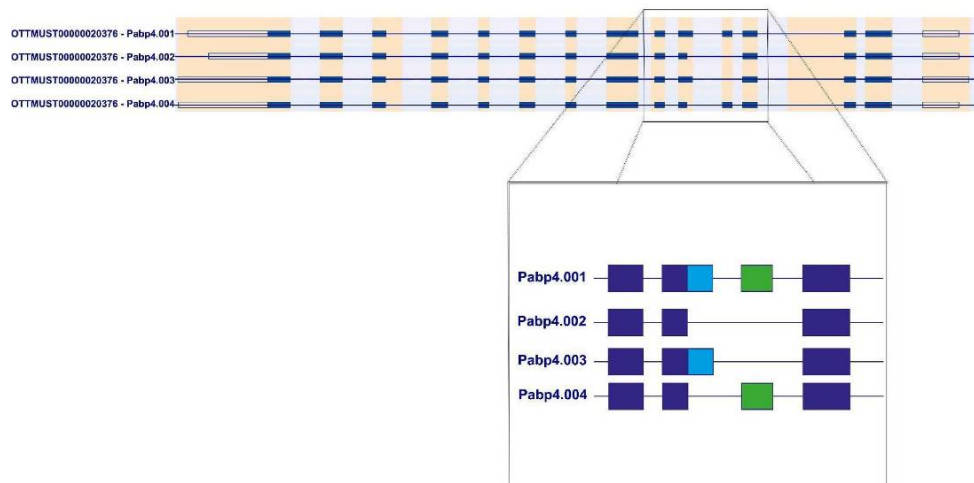 OTTMUST00000020376 - Pabp4.001
OTTMUST00000020376 - Pabp4.002
OTTMUST00000020376 - Pabp4.003
OTTMUST00000020376 - Pabp4.004
Pabp4.001
Pabp4.002
Pabp4.003
Pabp4.004